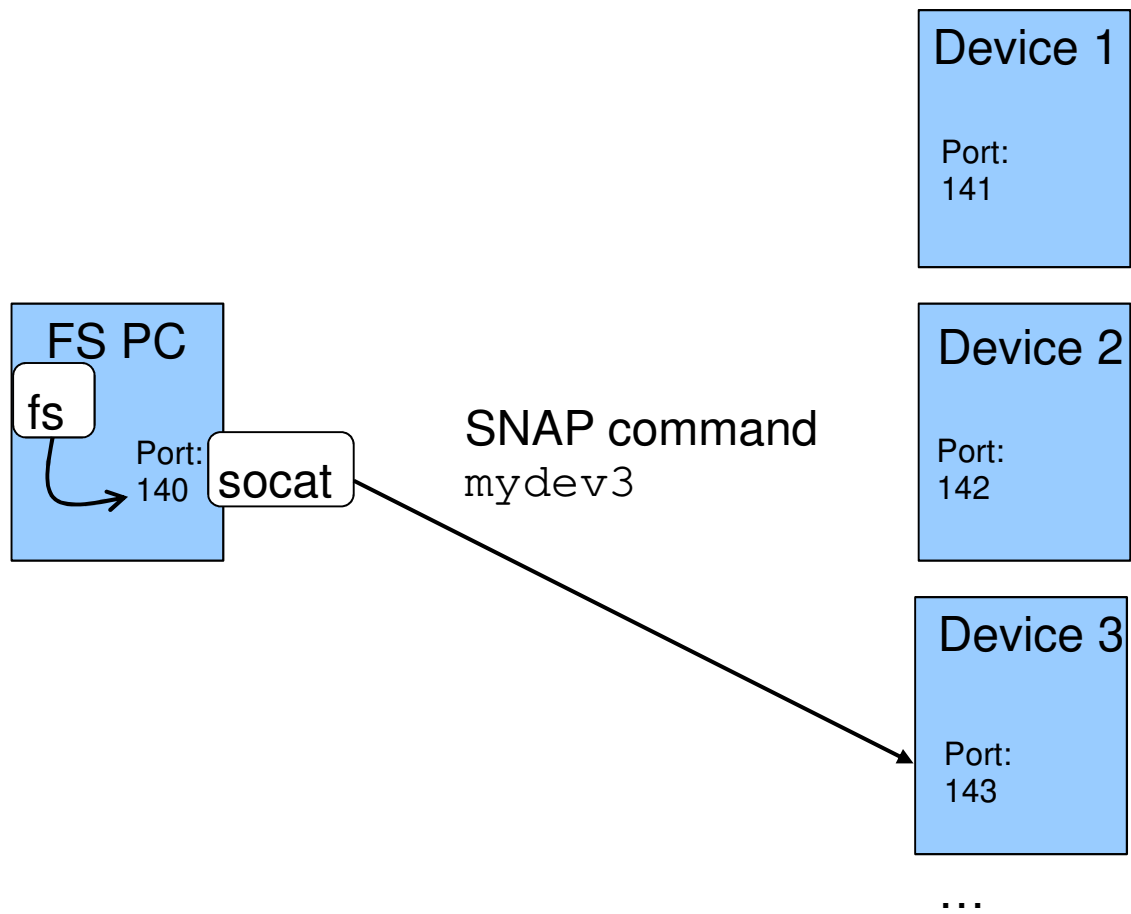 Device 1
Port:
141
FS PC
fs
Port:
140
socat
SNAP command
mydev3
Device 2
Port:
142
Device 3
Port:
143
...